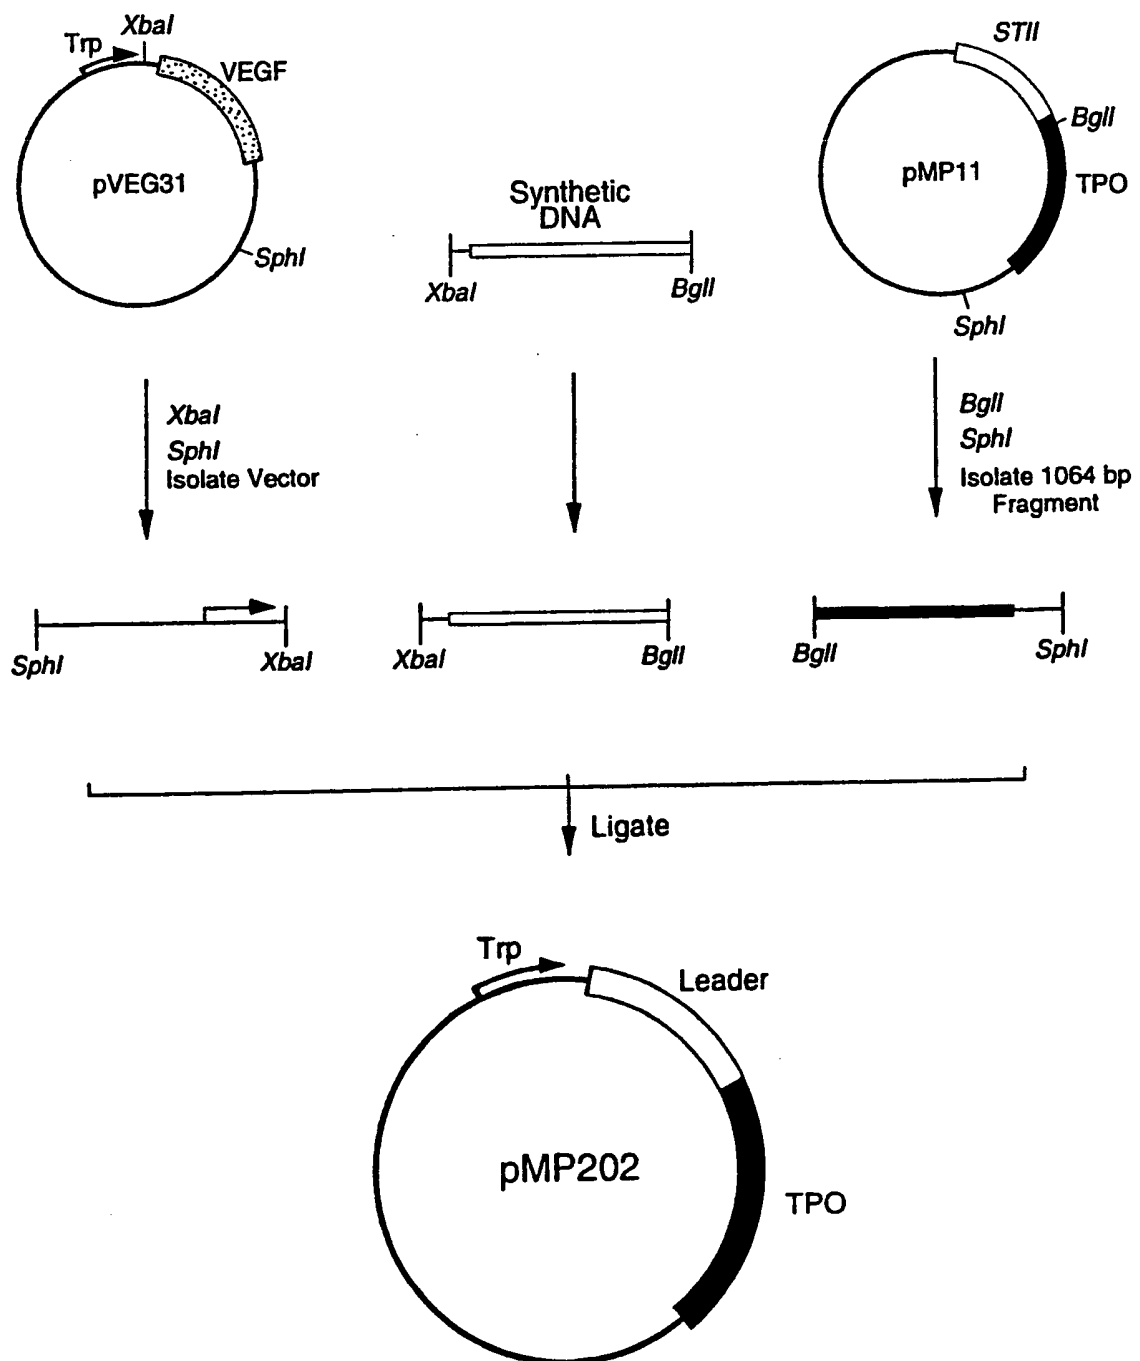 XbaI
Trp
VEGF
pVEG31
SphI
Synthetic
DNA
XbaI
BglI
STII
BglI
pMP11
TPO
SphI
XbaI
SphI
Isolate Vector
BglI
SphI
Isolate 1064 bp
Fragment
SphI
XbaI
XbaI
BglI
BglI
SphI
Ligate
Trp
Leader
pMP202
TPO